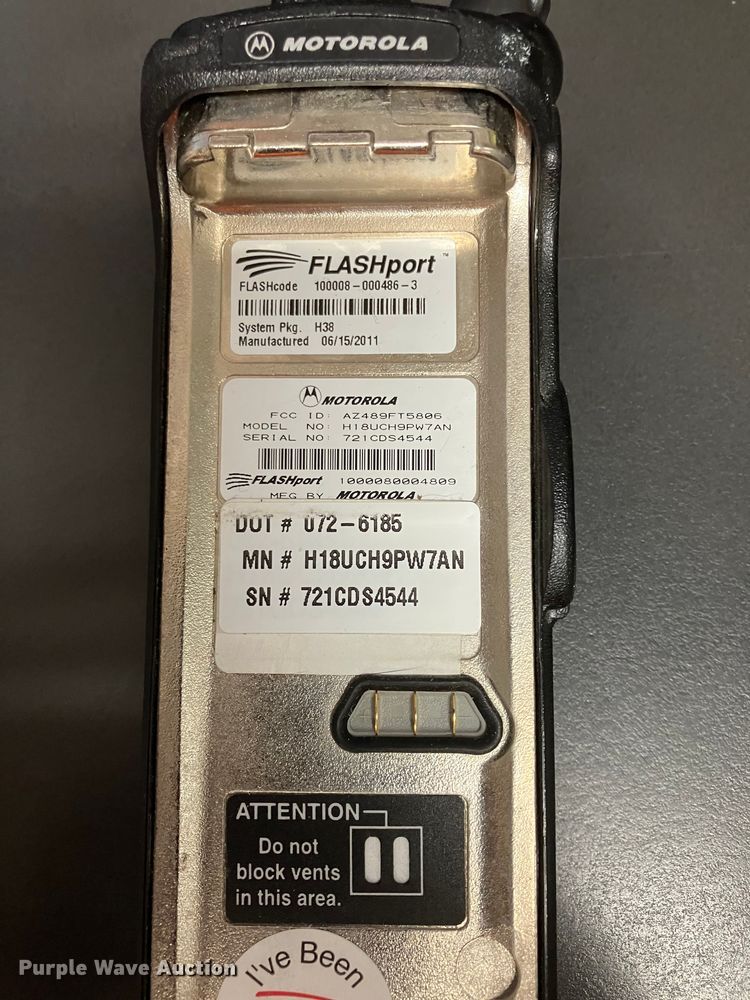 MOTOROLA
FLASHport™
FLASHcode 100008-000486-3
System Pkg. H38
Manufactured 06/15/2011
MOTOROLA
FCC ID: AZ489FT5806
MODEL NO: H18UCH9PW7AN
SERIAL NO: 721CDS4544
FLASHport 1000080004809
MFG BY MOTOROLA
DOT # 072-6185
MN # H18UCH9PW7AN
SN # 721CDS4544
ATTENTION
Do not
block vents
in this area.
I've Been
Purple Wave Auction